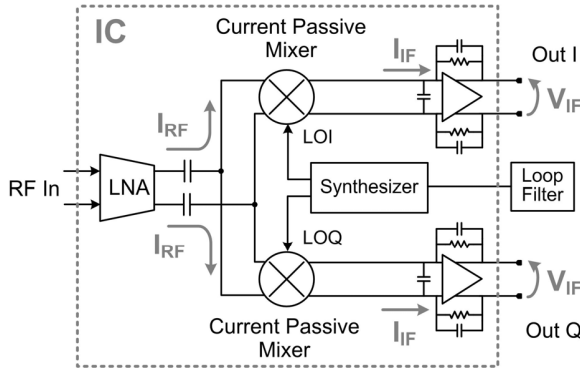 IC
Current Passive
Mixer
I_IF
Out I
V_IF
I_RF
LOI
RF In
LNA
Synthesizer
Loop
Filter
I_RF
LOQ
V_IF
Current Passive
Mixer
I_IF
Out Q